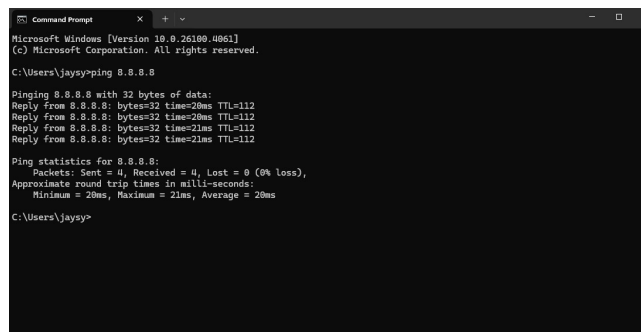 Command Prompt
Microsoft Windows [Version 10.0.26100.4061]
(c) Microsoft Corporation. All rights reserved.
C:\Users\jaysy>ping 8.8.8.8
Pinging 8.8.8.8 with 32 bytes of data:
Reply from 8.8.8.8: bytes=32 time=20ms TTL=112
Reply from 8.8.8.8: bytes=32 time=20ms TTL=112
Reply from 8.8.8.8: bytes=32 time=21ms TTL=112
Reply from 8.8.8.8: bytes=32 time=21ms TTL=112
Ping statistics for 8.8.8.8:
    Packets: Sent = 4, Received = 4, Lost = 0 (0% loss),
Approximate round trip times in milli-seconds:
    Minimum = 20ms, Maximum = 21ms, Average = 20ms
C:\Users\jaysy>